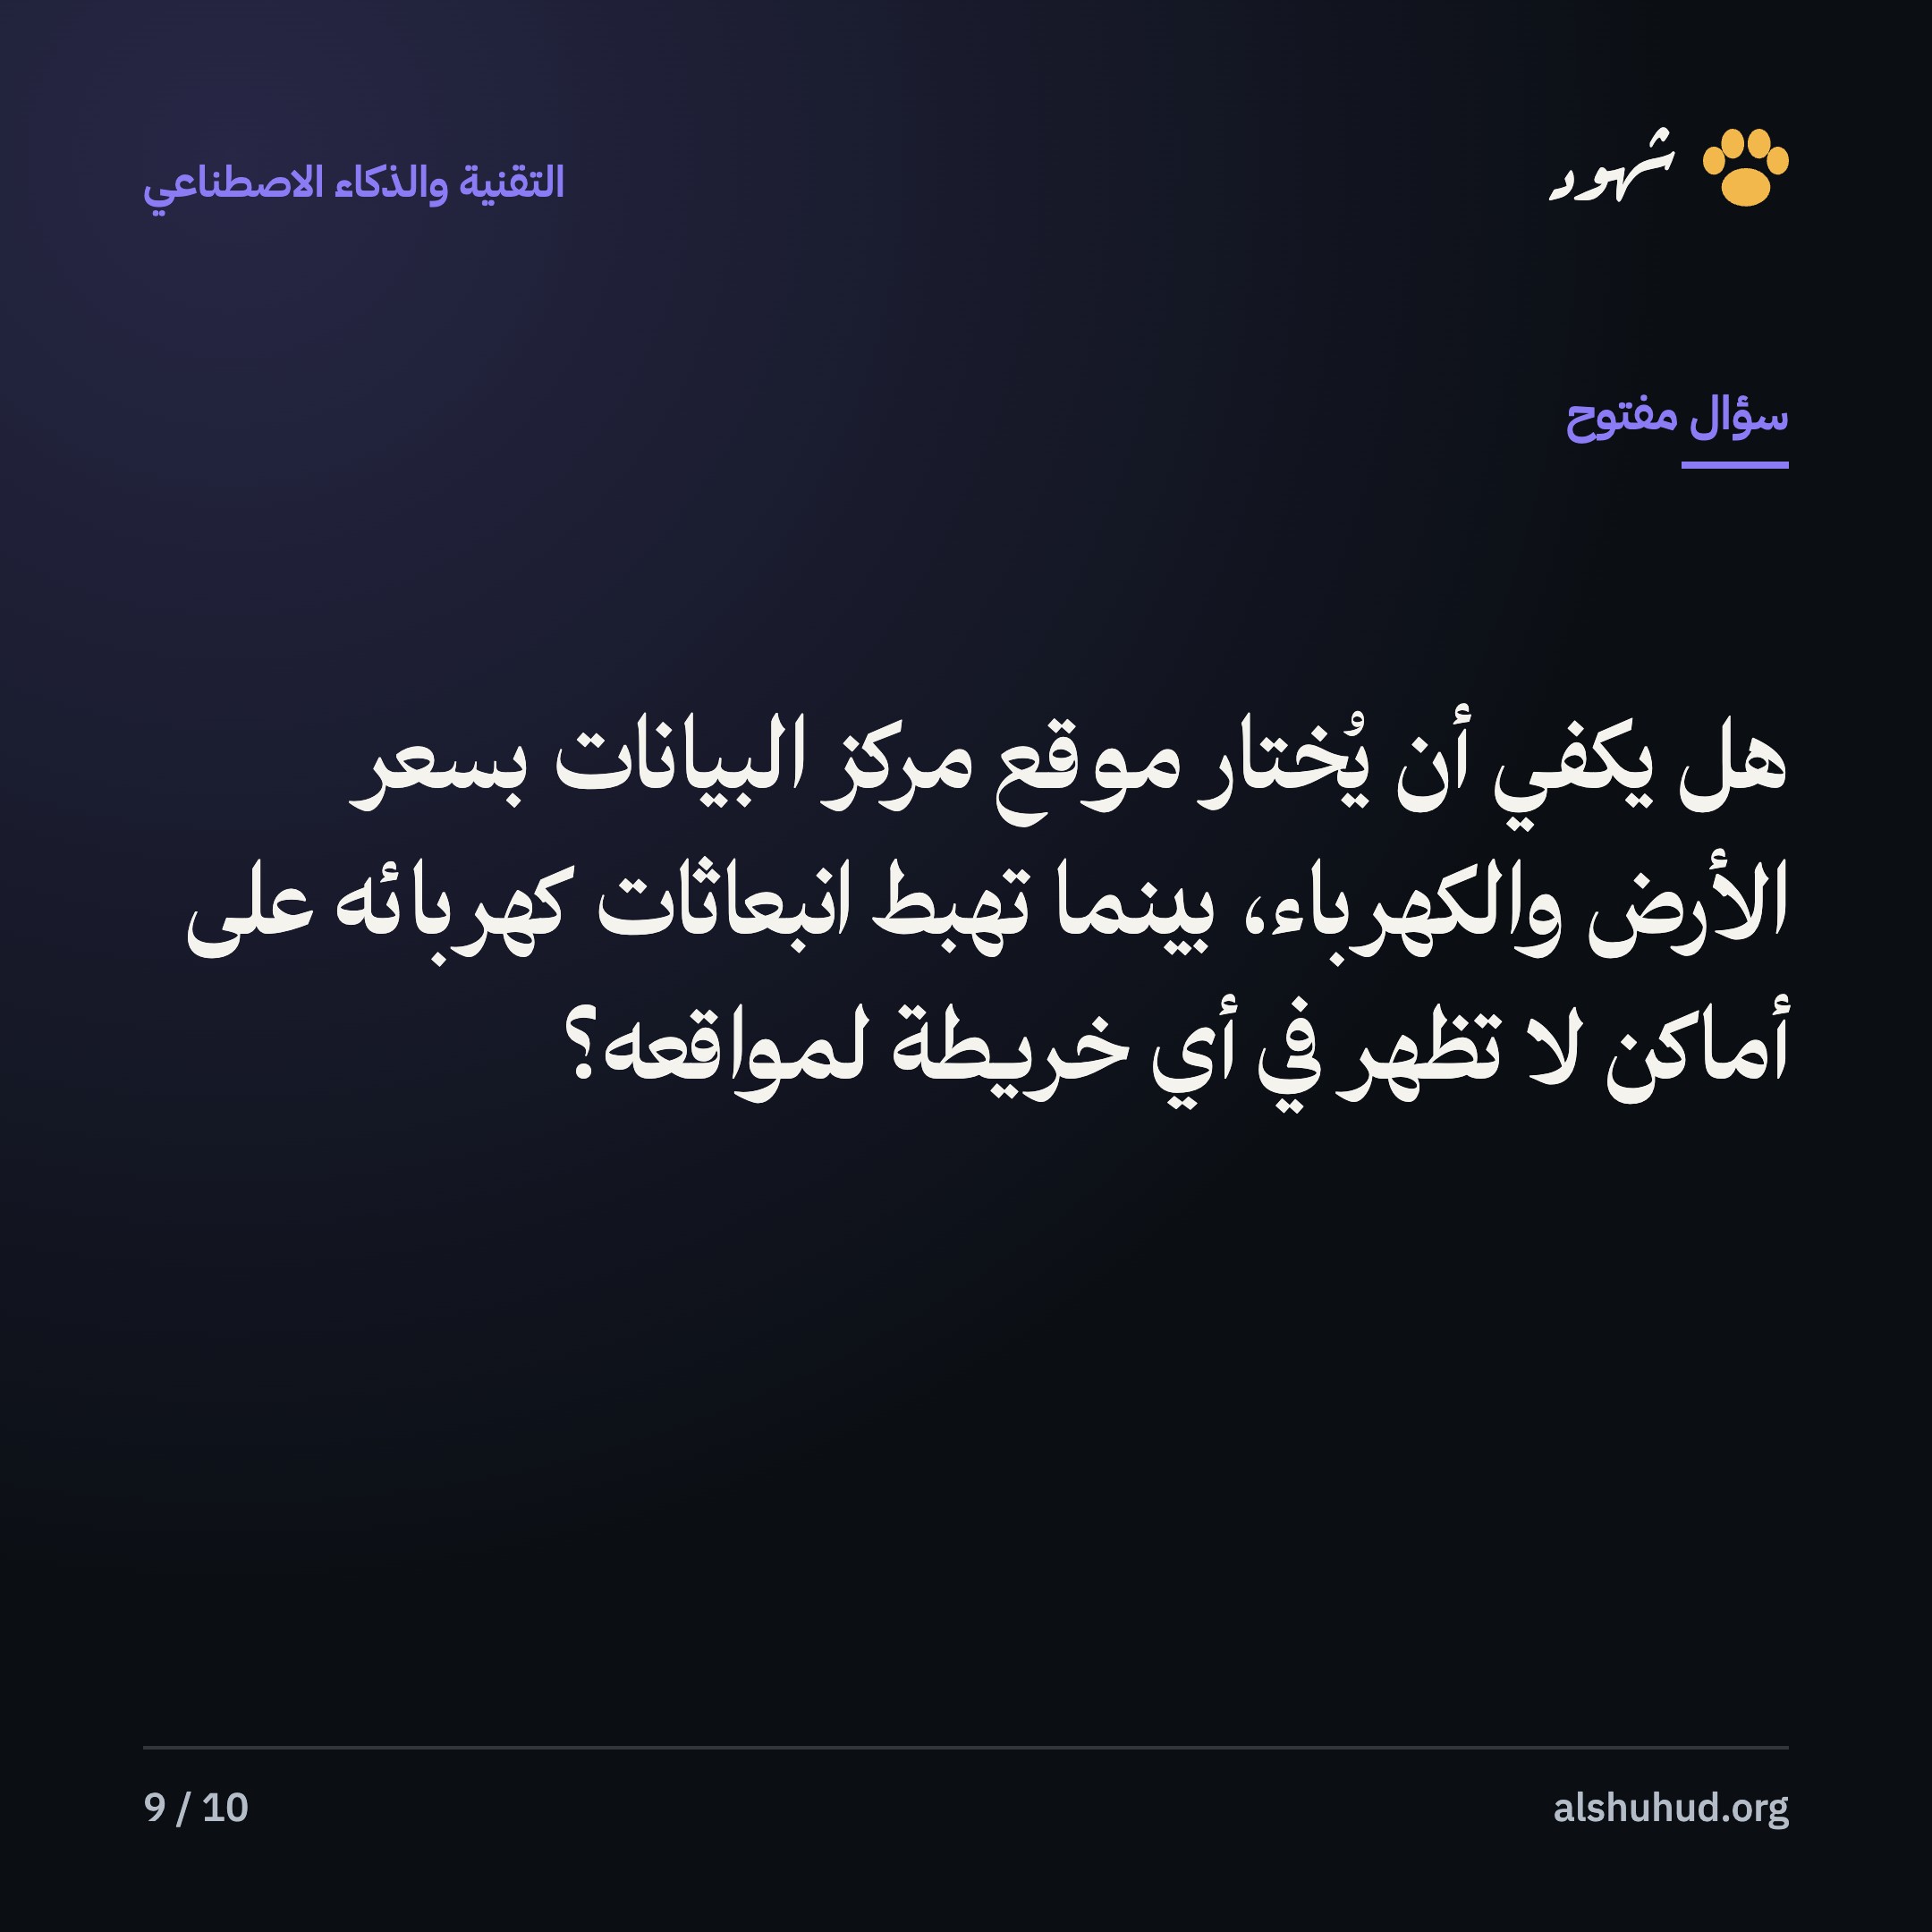 شهود
التقنية والذكاء الاصطناعي
سؤال مفتوح
هل يكفي أن يُختار موقع مركز البيانات بسعر
الأرض والكهرباء، بينما تهبط انبعاثات كهربائه على
أماكن لا تظهر في أي خريطة لمواقعه؟
alshuhud.org
9 / 10